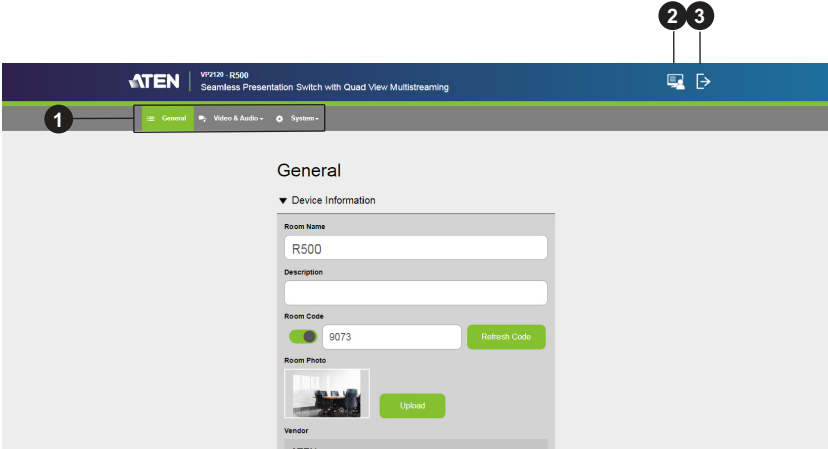 2 3
ATEN
VP2120 - R500
Seamless Presentation Switch with Quad View Multistreaming
1
General Video & Audio System
General
Device Information
Room Name
R500
Description
Room Code
9073 Refresh Code
Room Photo
Upload
Vendor